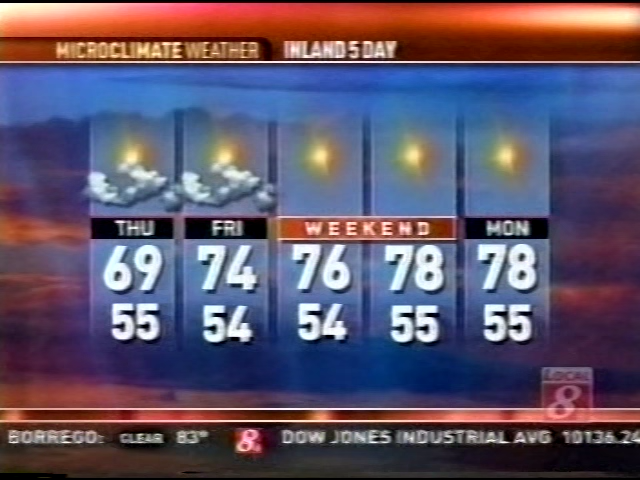 MICROCLIMATE WEATHER INLAND 5 DAY
THU FRI WEEKEND MON
69 74 76 78 78
55 54 54 55 55
LOCAL
8
BORREGO: CLEAR 83° 8 DOW JONES INDUSTRIAL AVG 10136.24